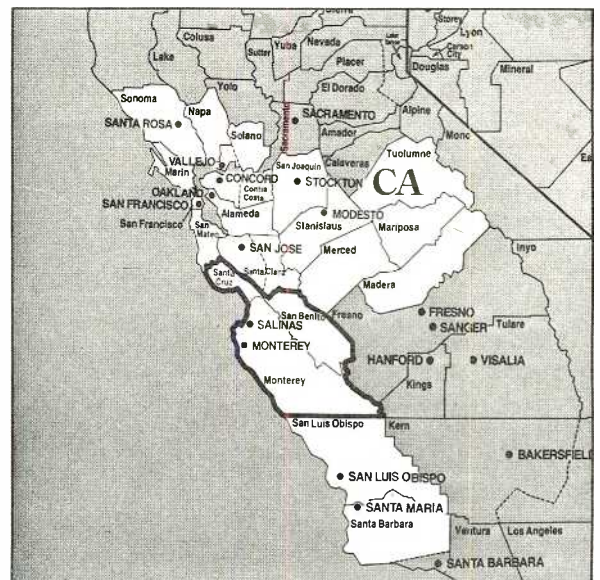 Colusa
Sutter
Yuba
Nevada
Storey
Lyon
Carson
City
Lake
Placer
Douglas
Mineral
Yolo
El Dorado
Sonoma
Napa
Sacramento
SACRAMENTO
Alpine
SANTA ROSA
Solano
Amador
Mono
Calaveras
Tuolumne
VALLEJO
Marin
San Joaquin
CONCORD
STOCKTON
CA
OAKLAND
Contra
Costa
SAN FRANCISCO
Alameda
MODESTO
San Francisco
San
Mateo
Stanislaus
Mariposa
SAN JOSE
Merced
Inyo
Santa
Cruz
Santa Clara
Madera
San Benito
Fresno
FRESNO
SALINAS
SANGER
Tulare
MONTEREY
HANFORD
VISALIA
Monterey
Kings
San Luis Obispo
Kern
BAKERSFIELD
SAN LUIS OBISPO
SANTA MARIA
Santa Barbara
Ventura
Los Angeles
SANTA BARBARA